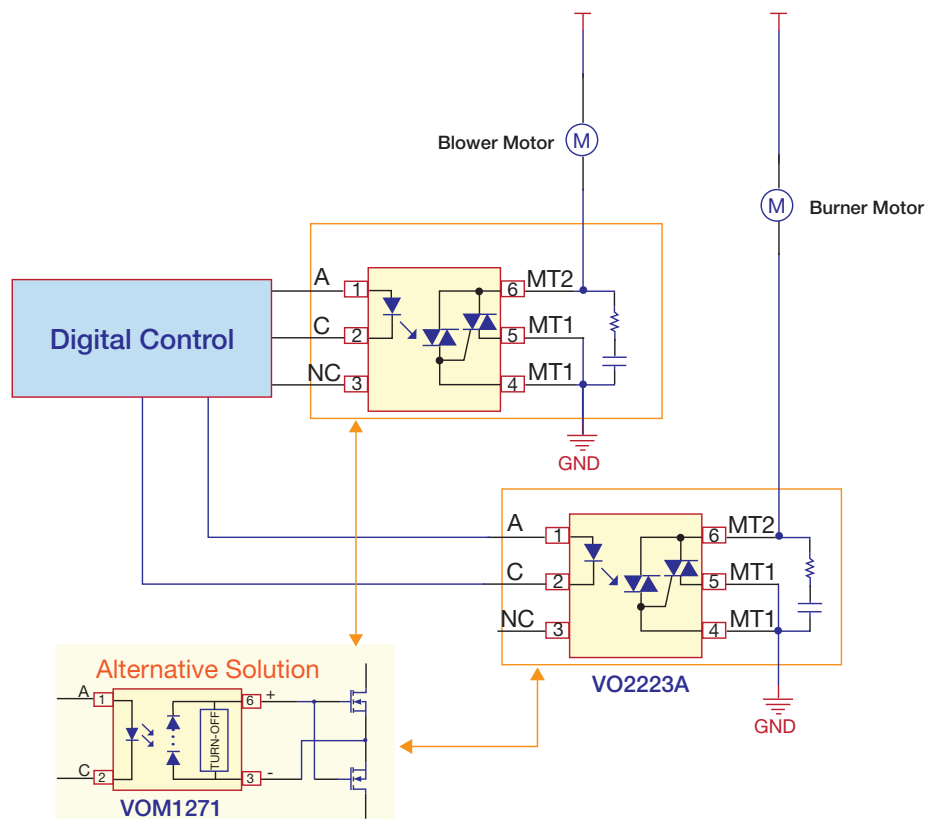 Blower Motor
M
M
Burner Motor
Digital Control
A
1
6
MT2
C
2
5
MT1
NC
3
4
MT1
GND
A
1
6
MT2
C
2
5
MT1
NC
3
4
MT1
VO2223A
GND
Alternative Solution
A
1
6
+
TURN-OFF
C
2
3
-
VOM1271